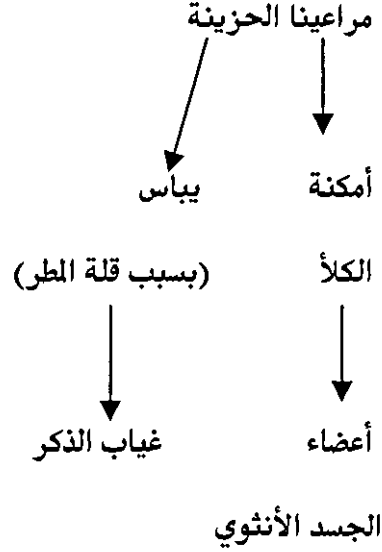 مراعينا الحزينة
أمكنة يباس
الكلأ (بسبب قلة المطر)
أعضاء غياب الذكر
الجسد الأنثوي